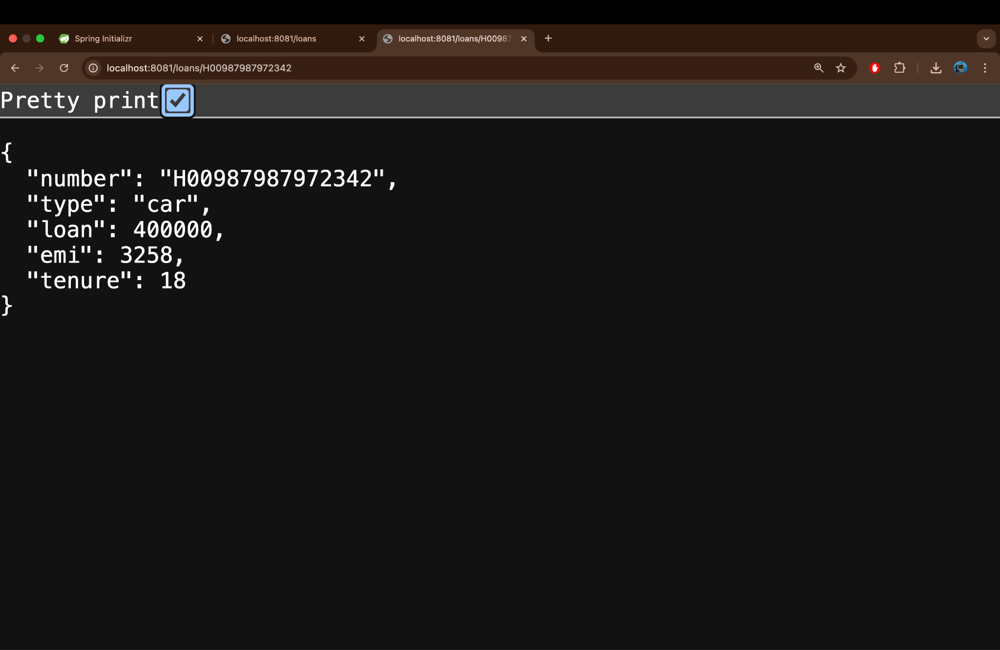 Spring Initializr
localhost:8081/loans
localhost:8081/loans/H00987
localhost:8081/loans/H00987987972342
Pretty print
{
"number": "H00987987972342",
"type": "car",
"loan": 400000,
"emi": 3258,
"tenure": 18
}